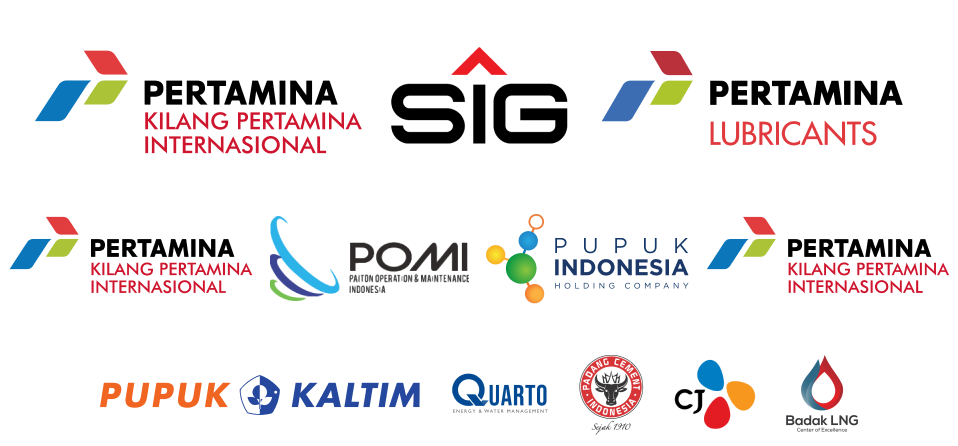 PERTAMINA
KILANG PERTAMINA
INTERNASIONAL
SIG
PERTAMINA
LUBRICANTS
PERTAMINA
KILANG PERTAMINA
INTERNASIONAL
POMI
PAITON OPERATION & MAINTENANCE
INDONESIA
PUPUK
INDONESIA
HOLDING COMPANY
PERTAMINA
KILANG PERTAMINA
INTERNASIONAL
PUPUK KALTIM
QUARTO
ENERGY & WATER MANAGEMENT
PADANG CEMENT
INDONESIA
Sejak 1910
CJ
Badak LNG
Center of Excellence